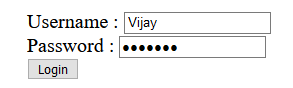 Username : Vijay
Password : •••••••
Login